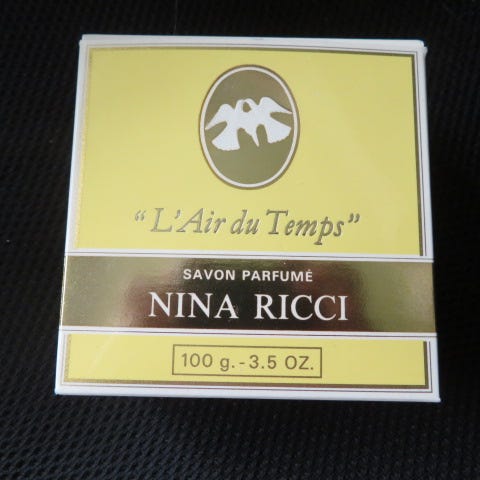 "L'Air du Temps"
SAVON PARFUMÉ
NINA RICCI
100 g.-3.5 OZ.